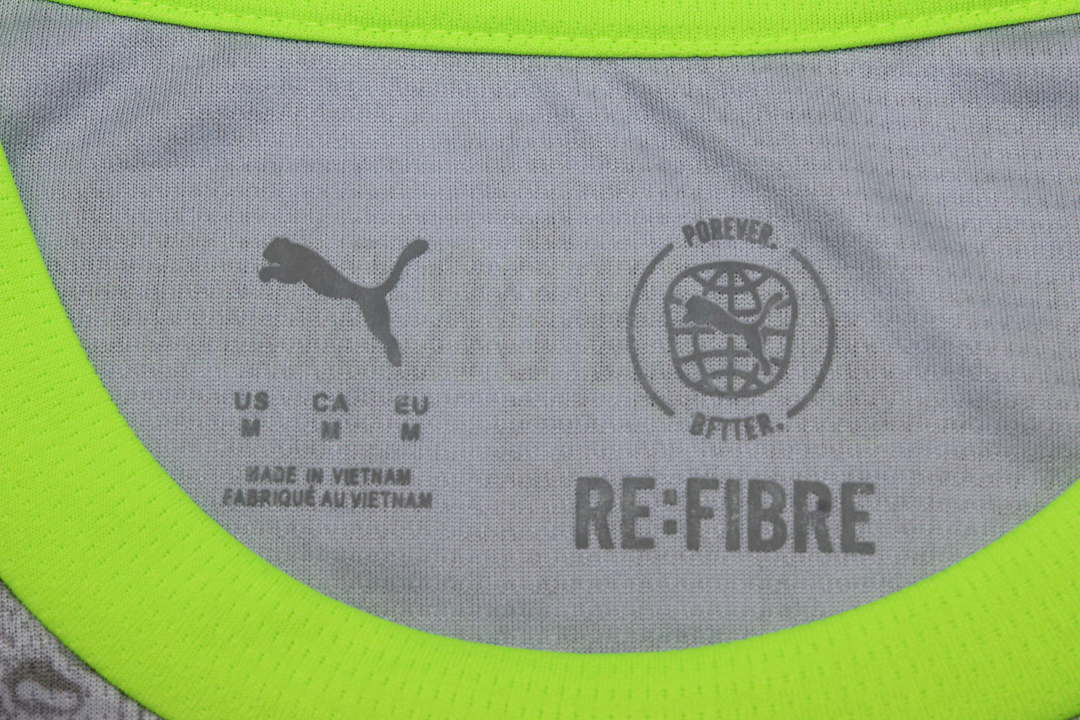 US CA EU
M M M
MADE IN VIETNAM
FABRIQUÉ AU VIETNAM
FOREVER.
BETTER.
RE:FIBRE